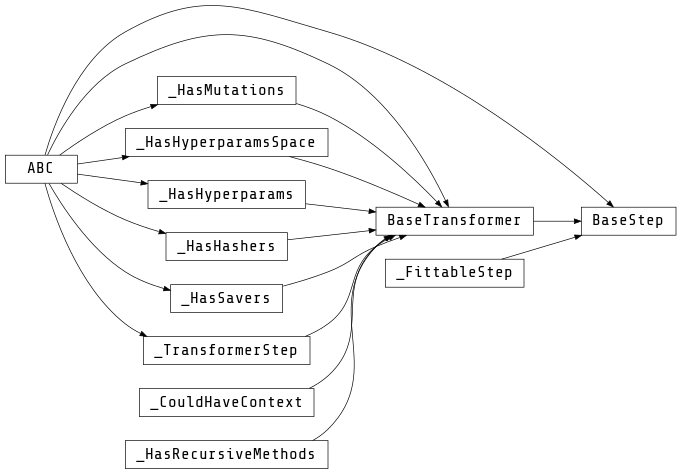 _HasMutations
_HasHyperparamsSpace
ABC
_HasHyperparams
BaseTransformer
BaseStep
_HasHashers
_FittableStep
_HasSavers
_TransformerStep
_CouldHaveContext
_HasRecursiveMethods